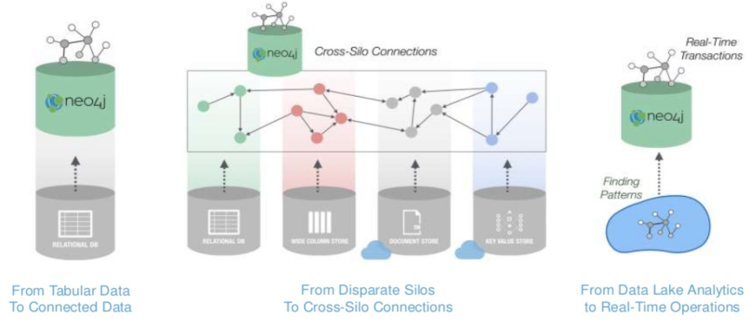 neo4j
RELATIONAL DB
From Tabular Data
To Connected Data
neo4j
Cross-Silo Connections
RELATIONAL DB
WIDE COLUMN STORE
DOCUMENT STORE
KEY VALUE STORE
From Disparate Silos
To Cross-Silo Connections
Real-Time
Transactions
neo4j
Finding
Patterns
From Data Lake Analytics
to Real-Time Operations